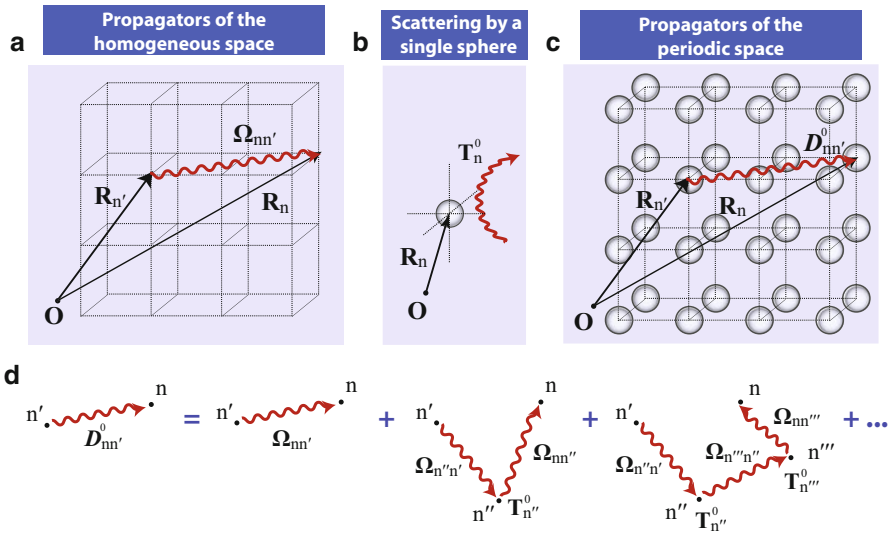 a
Propagators of the
homogeneous space
Ωnn′
Rn′
Rn
O
b
Scattering by a
single sphere
T⁰n
Rn
O
c
Propagators of the
periodic space
D⁰nn′
Rn′
Rn
O
d
n′ D⁰nn′ n = n′ Ωnn′ n + n′ Ωn″n′ n″ T⁰n″ Ωnn″ n + n′ Ωn″n′ n″ T⁰n″ Ωn‴n″ n‴ T⁰n‴ Ωnn‴ n + ...